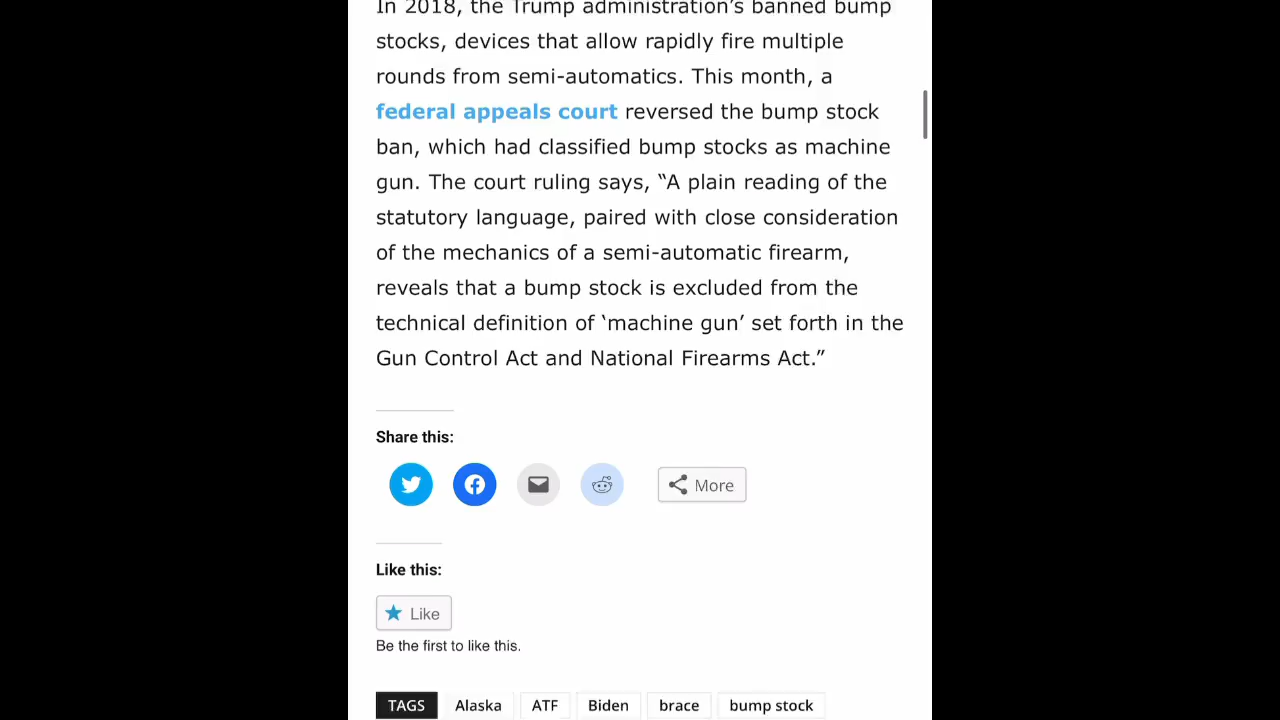 In 2018, the Trump administration's banned bump
stocks, devices that allow rapidly fire multiple
rounds from semi-automatics. This month, a
federal appeals court reversed the bump stock
ban, which had classified bump stocks as machine
gun. The court ruling says, “A plain reading of the
statutory language, paired with close consideration
of the mechanics of a semi-automatic firearm,
reveals that a bump stock is excluded from the
technical definition of ‘machine gun’ set forth in the
Gun Control Act and National Firearms Act.”
Share this:
More
Like this:
Like
Be the first to like this.
TAGS Alaska ATF Biden brace bump stock